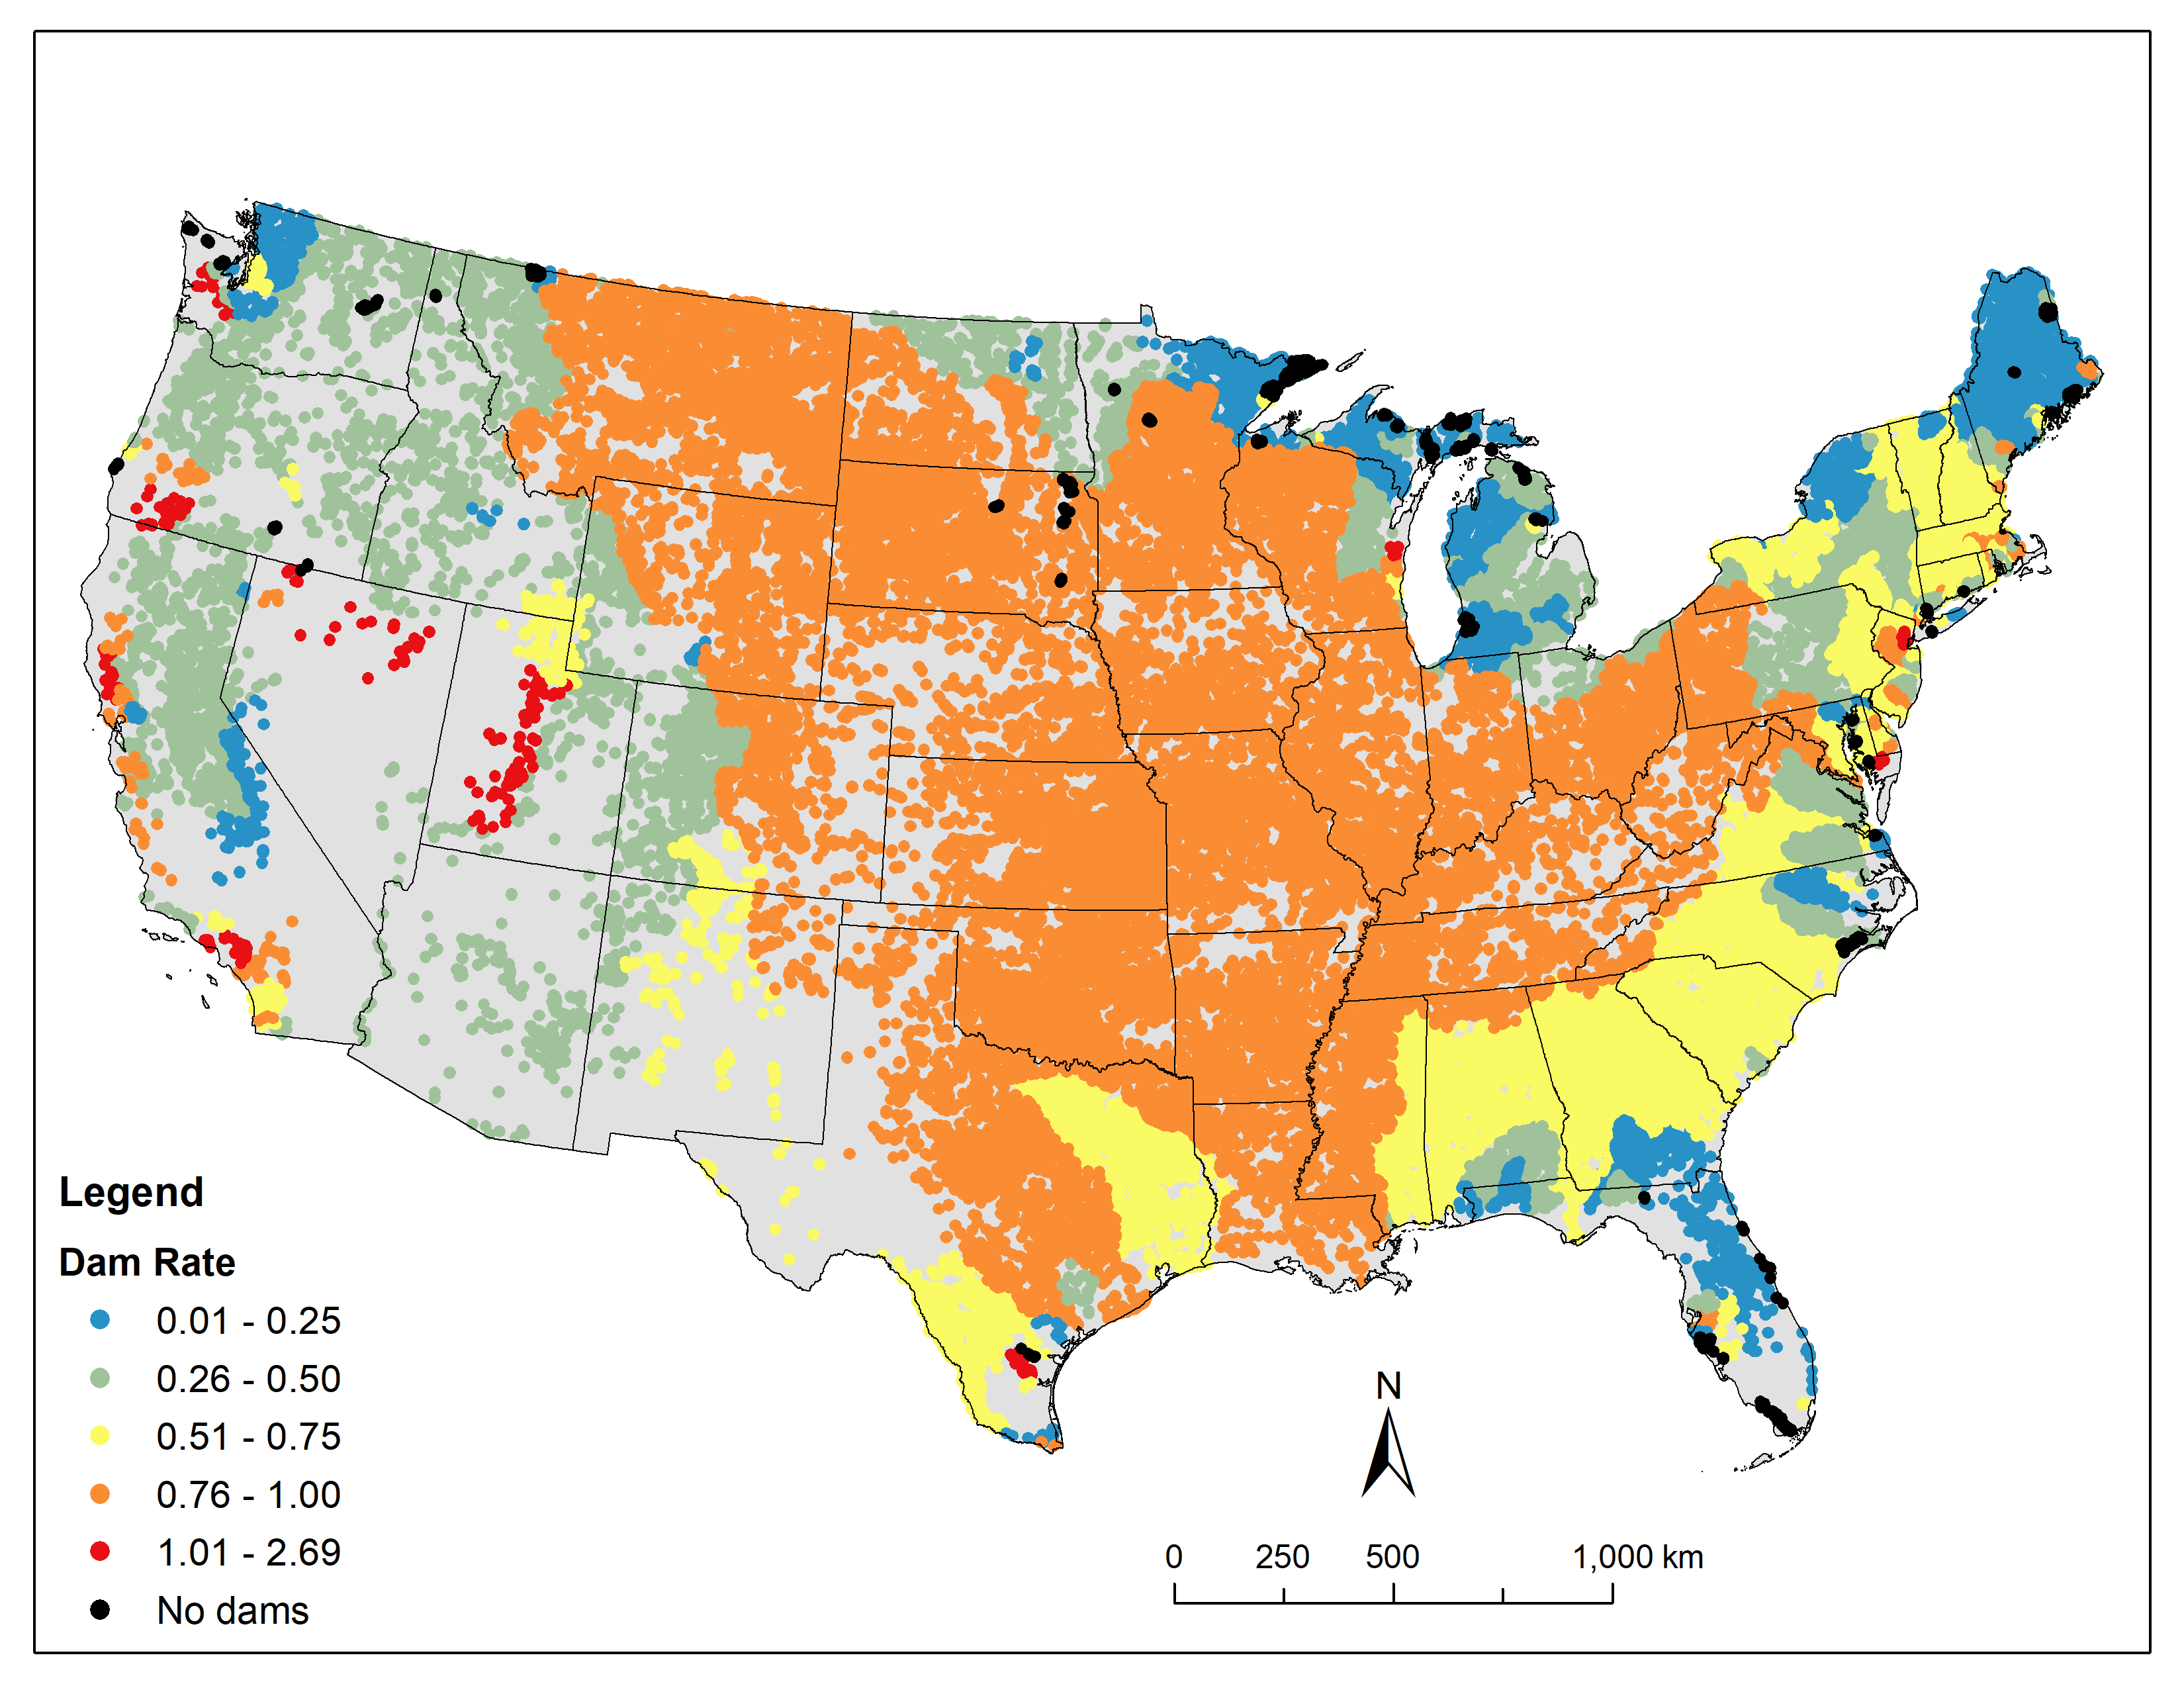 Legend
Dam Rate
0.01 - 0.25
0.26 - 0.50
0.51 - 0.75
0.76 - 1.00
1.01 - 2.69
No dams
N
0 250 500 1,000 km